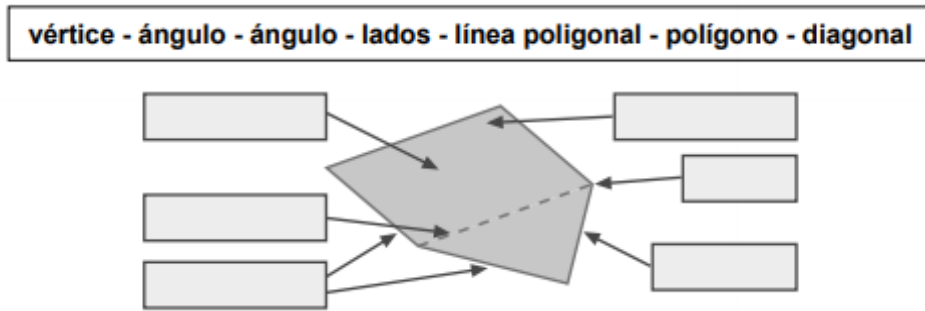 vértice - ángulo - ángulo - lados - línea poligonal - polígono - diagonal